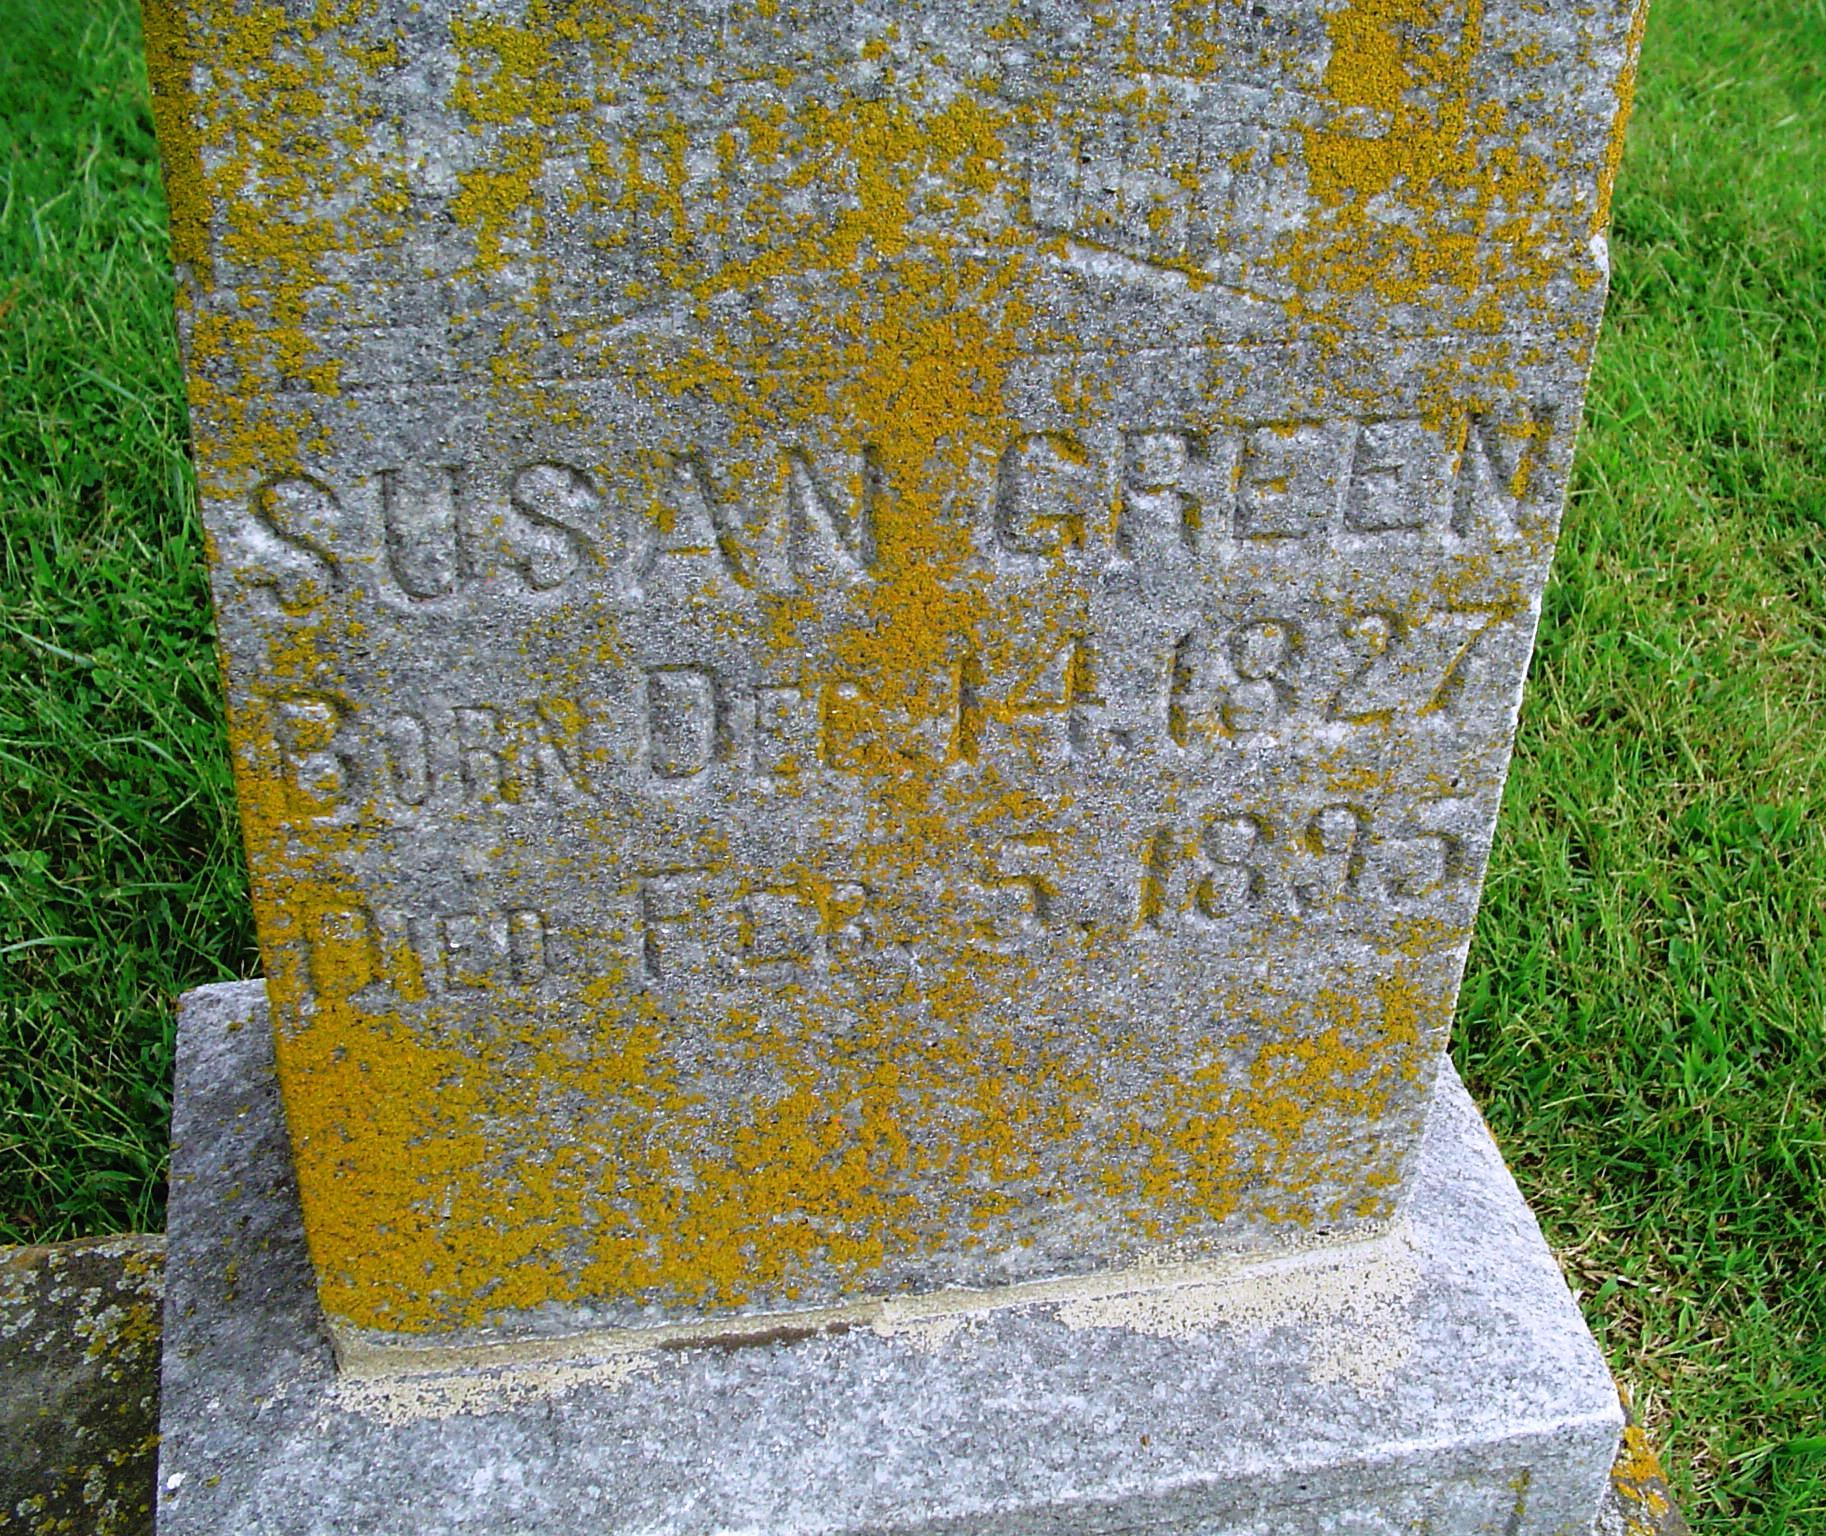 SUSAN GREEN
BORN DEC. 14, 1827
DIED FEB. 5, 1895